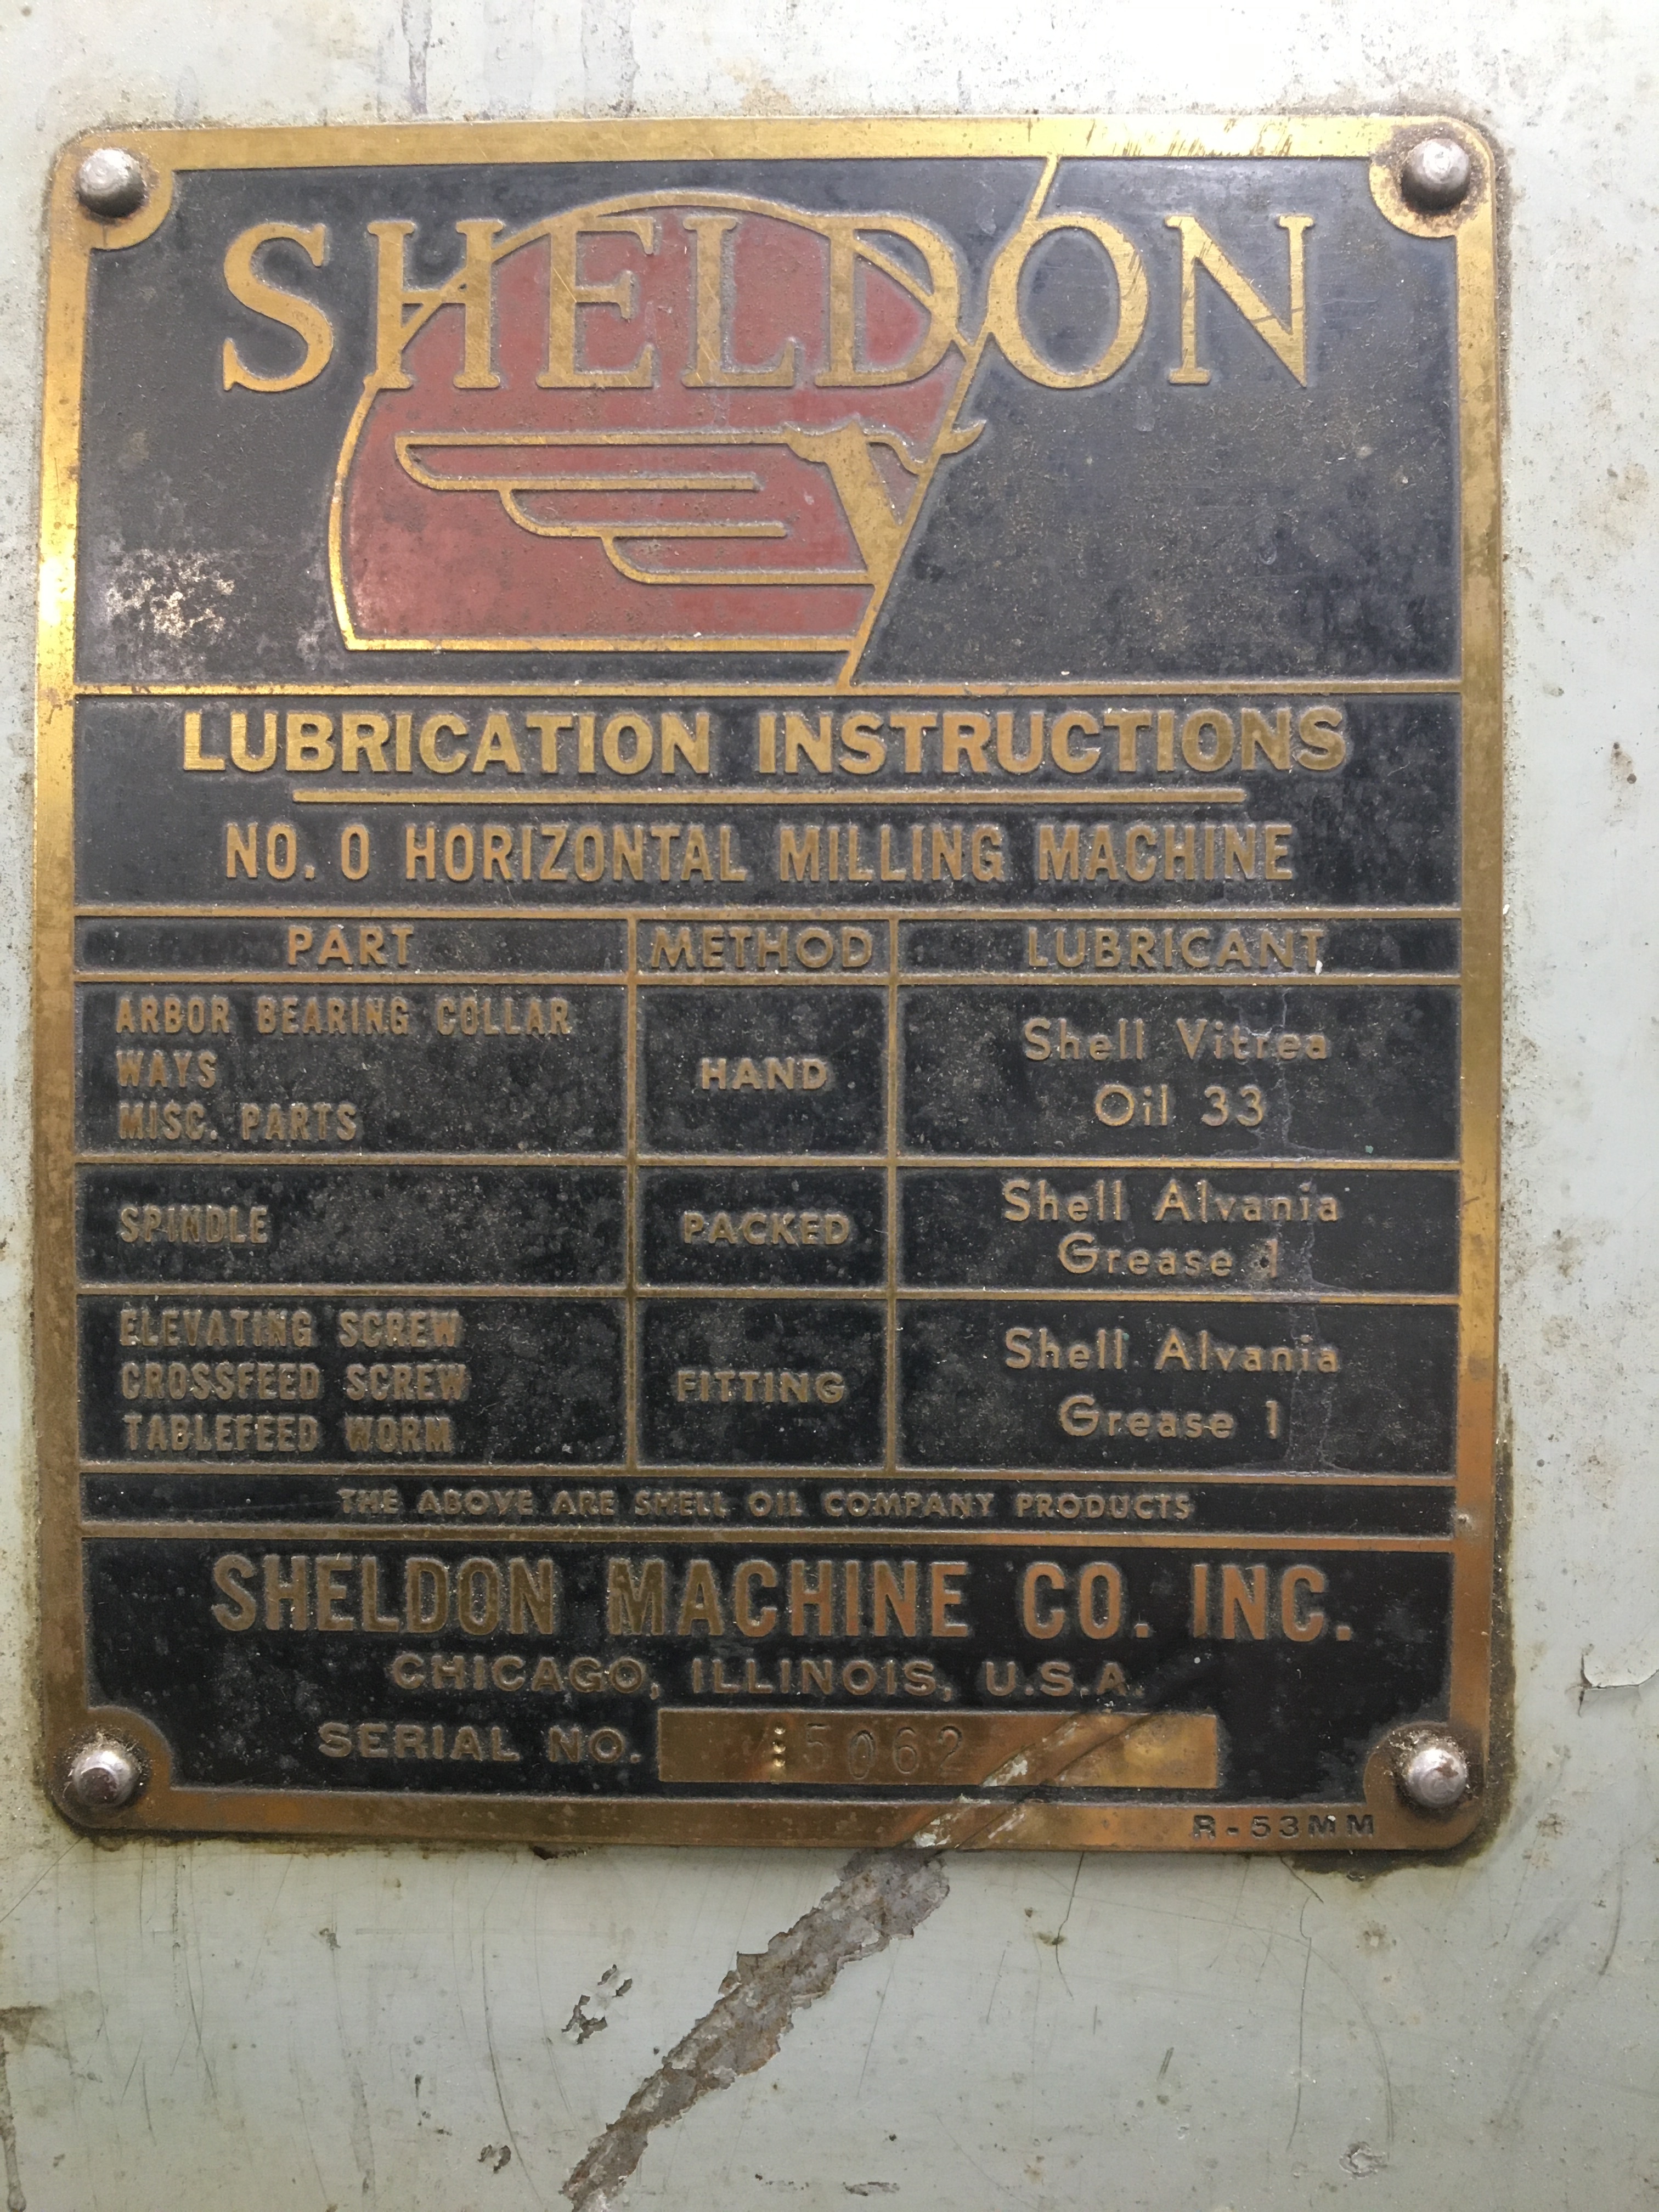 SHELDON
LUBRICATION INSTRUCTIONS
NO. 0 HORIZONTAL MILLING MACHINE
PART METHOD LUBRICANT
ARBOR BEARING COLLAR
WAYS
MISC. PARTS
HAND
Shell Vitrea
Oil 33
SPINDLE
PACKED
Shell Alvania
Grease 1
ELEVATING SCREW
CROSSFEED SCREW
TABLEFEED WORM
FITTING
Shell Alvania
Grease 1
THE ABOVE ARE SHELL OIL COMPANY PRODUCTS
SHELDON MACHINE CO. INC.
CHICAGO, ILLINOIS, U.S.A.
SERIAL NO.
R-53MM